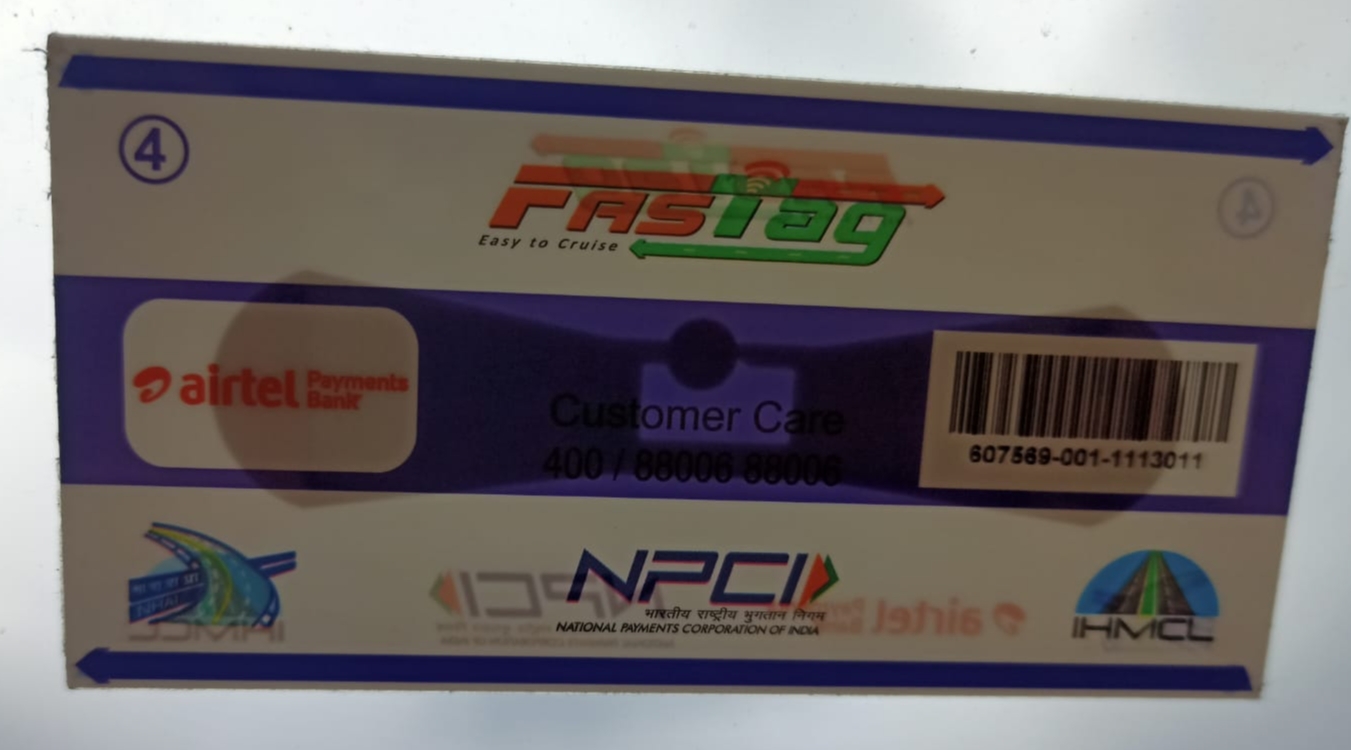 ④
FASTag
Easy to Cruise
airtel Payments Bank
Customer Care
400 / 88006 88006
607569-001-1113011
भा रा रा प्रा
NHAI
NPCI
भारतीय राष्ट्रीय भुगतान निगम
NATIONAL PAYMENTS CORPORATION OF INDIA
IHMCL